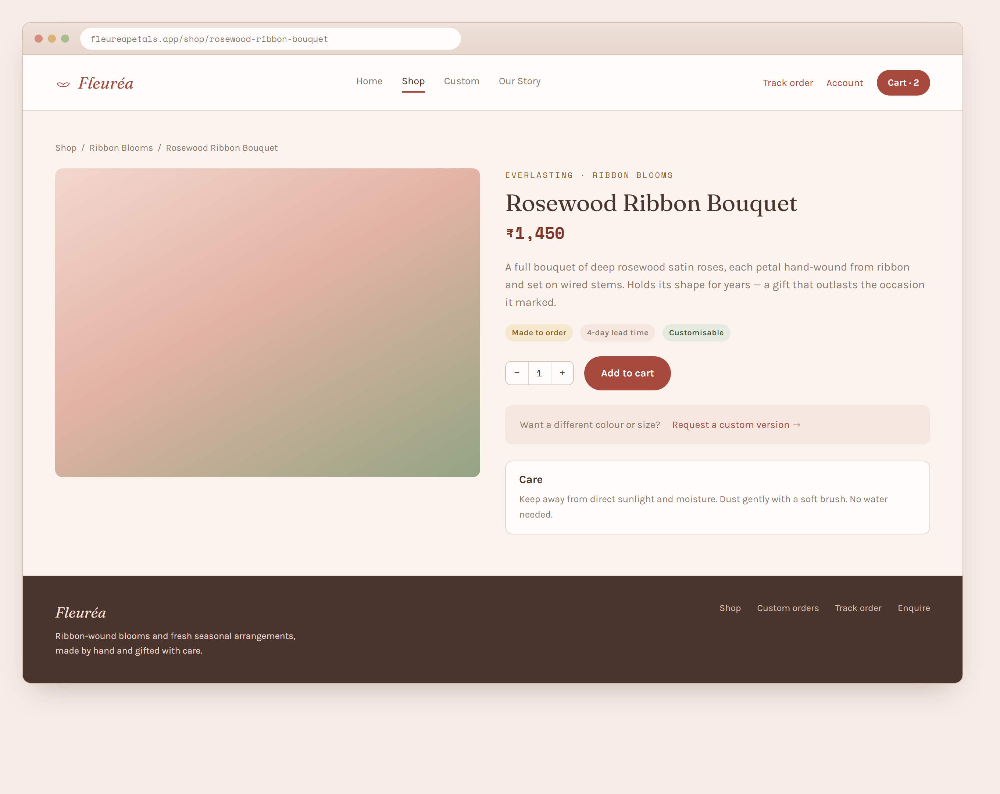 fleureapetals.app/shop/rosewood-ribbon-bouquet
Fleuréa
Home Shop Custom Our Story
Track order Account Cart · 2
Shop / Ribbon Blooms / Rosewood Ribbon Bouquet
EVERLASTING · RIBBON BLOOMS
Rosewood Ribbon Bouquet
₹1,450
A full bouquet of deep rosewood satin roses, each petal hand-wound from ribbon
and set on wired stems. Holds its shape for years — a gift that outlasts the occasion
it marked.
Made to order 4-day lead time Customisable
− 1 + Add to cart
Want a different colour or size? Request a custom version →
Care
Keep away from direct sunlight and moisture. Dust gently with a soft brush. No water
needed.
Fleuréa
Ribbon-wound blooms and fresh seasonal arrangements,
made by hand and gifted with care.
Shop Custom orders Track order Enquire